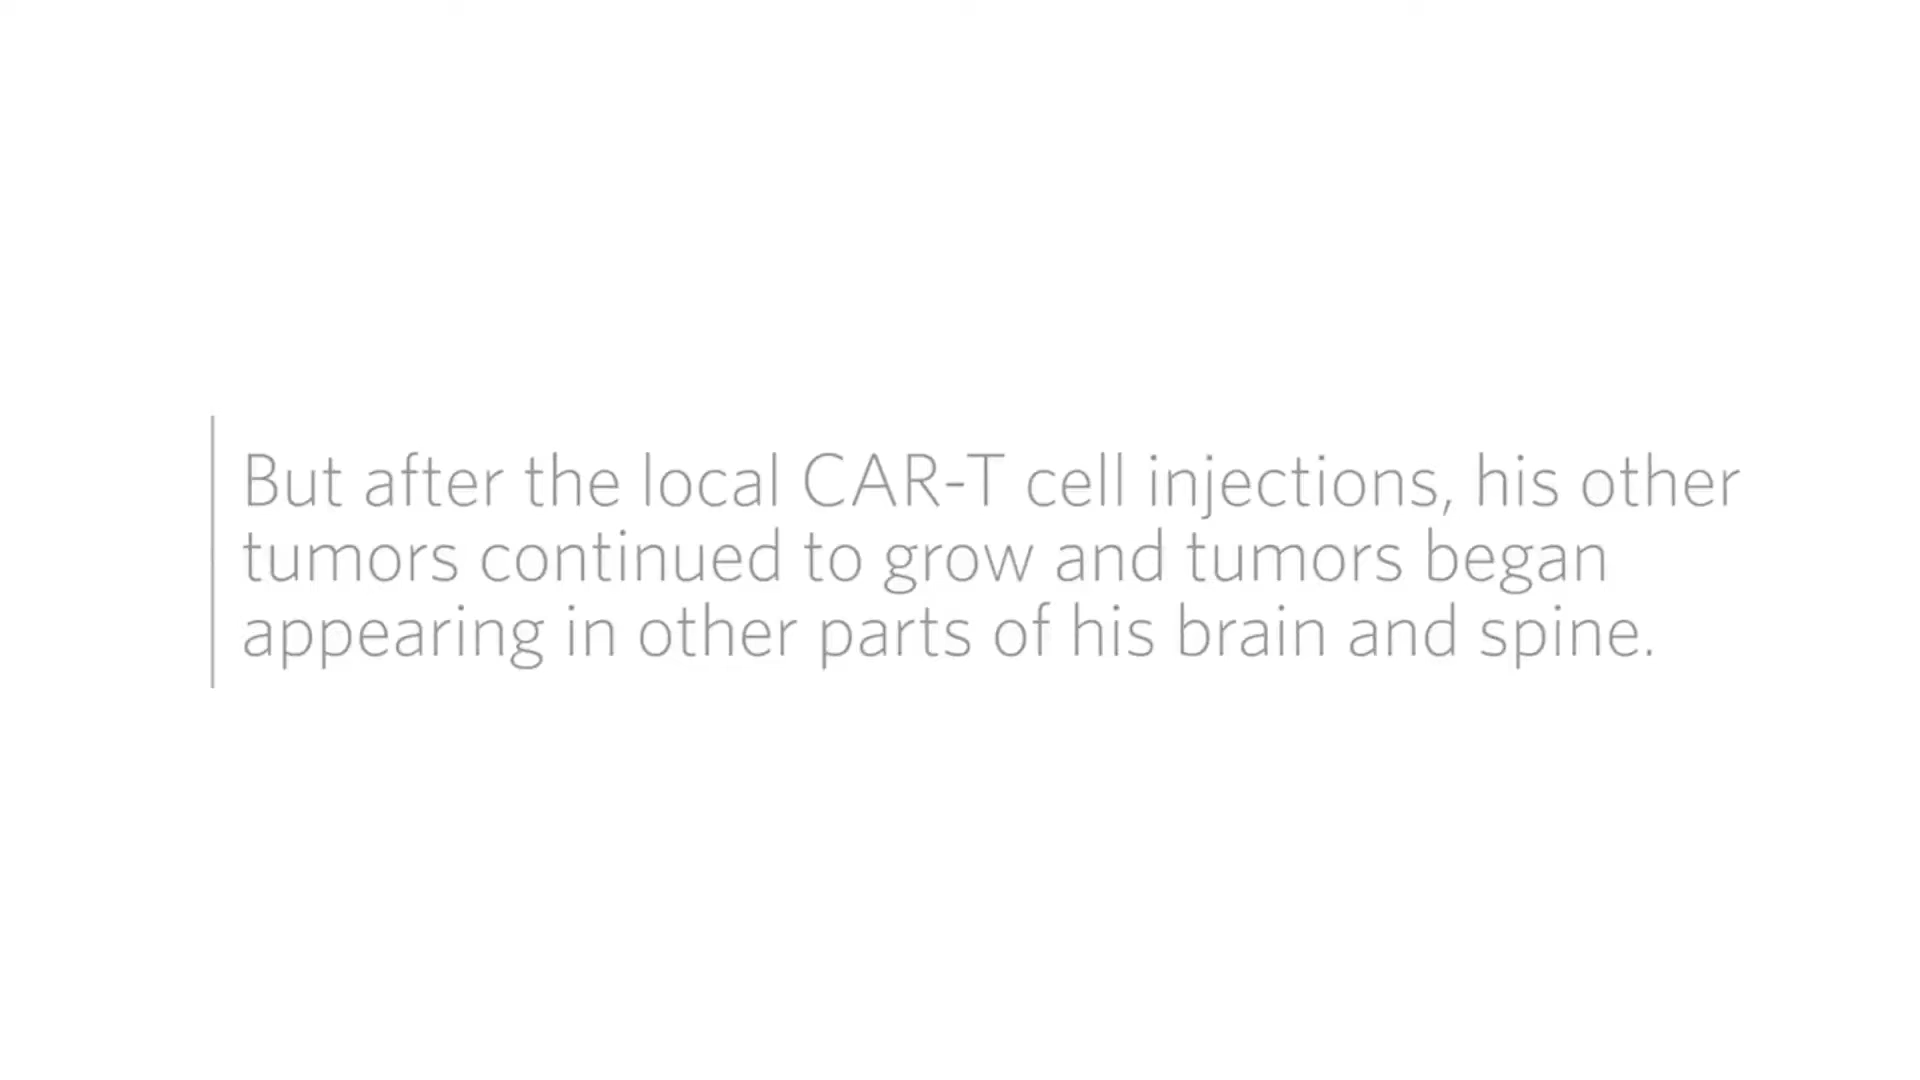 But after the local CAR-T cell injections, his other
tumors continued to grow and tumors began
appearing in other parts of his brain and spine.